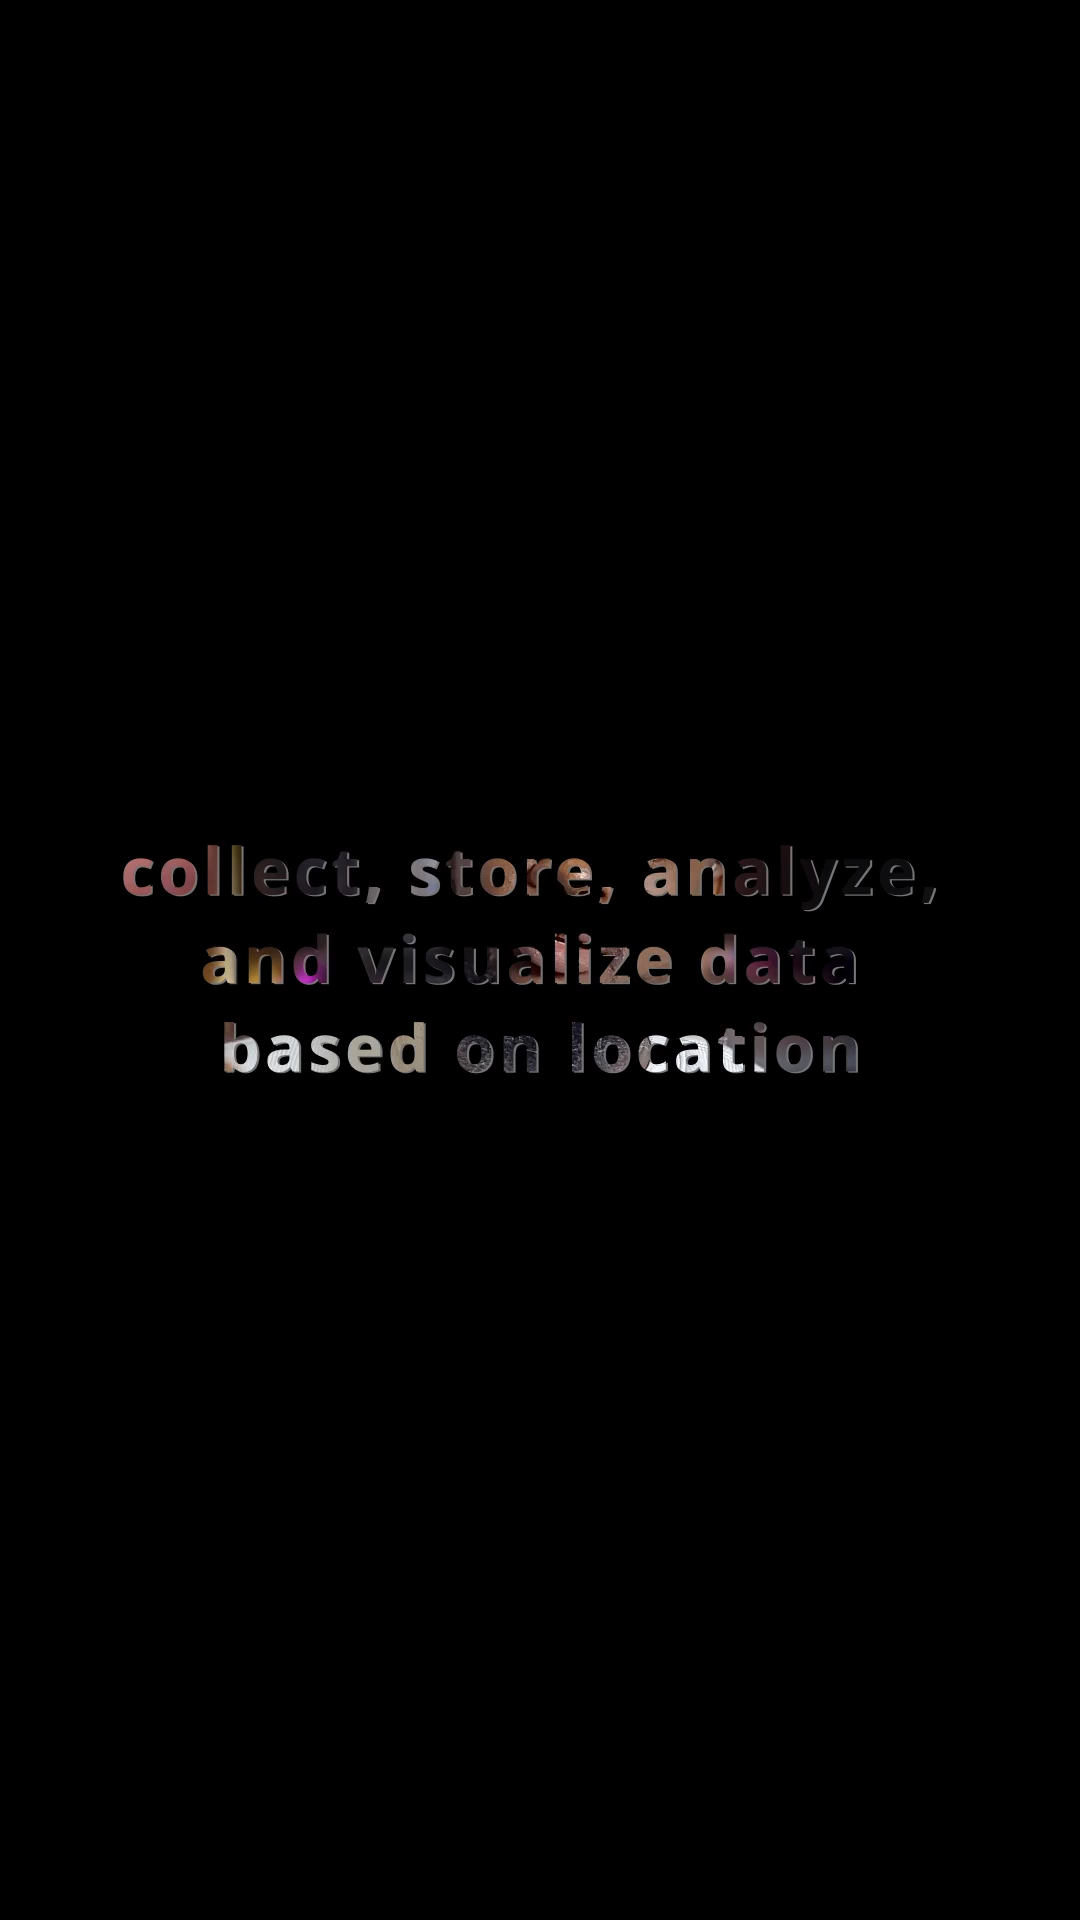 collect, store, analyze,
and visualize data
based on location